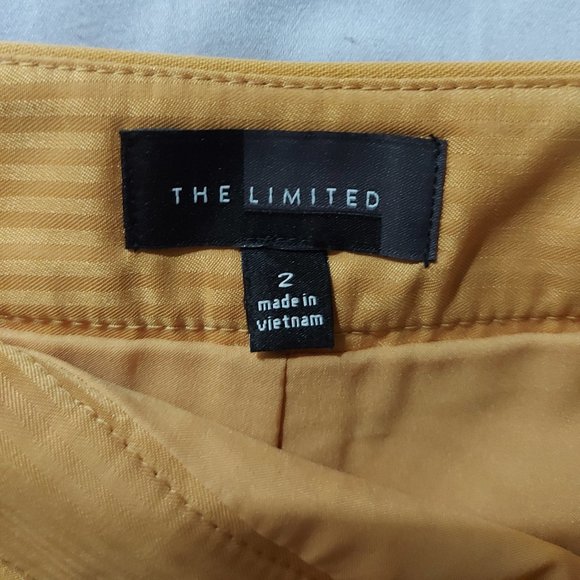 THE LIMITED
2
made in
vietnam